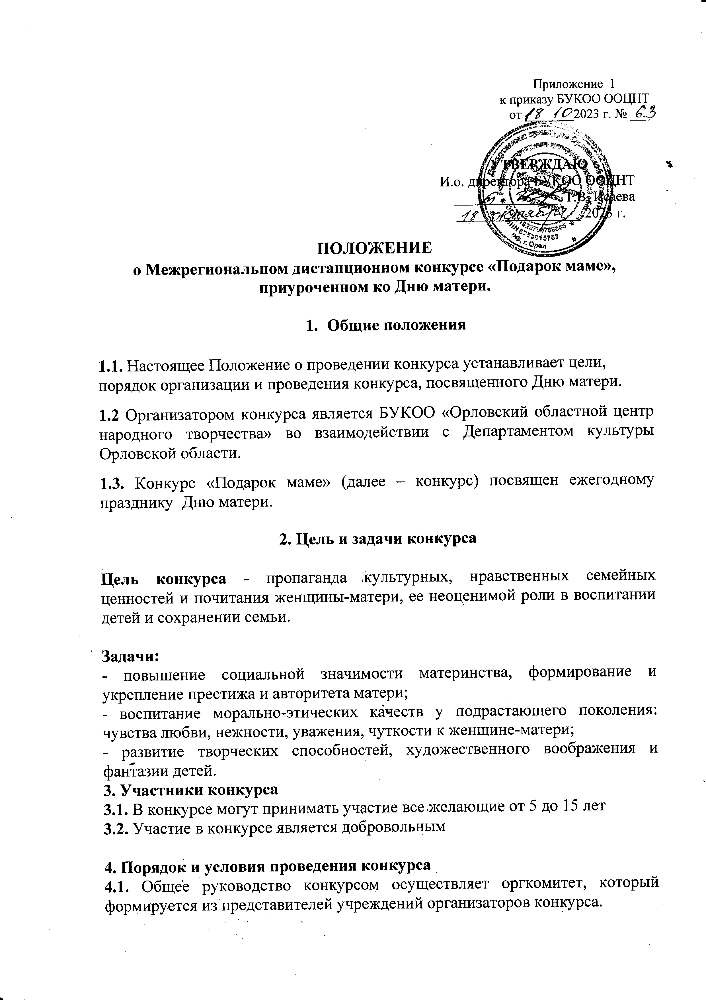 Приложение 1
к приказу БУКОО ООЦНТ
от 18 10 2023 г. № 63
УТВЕРЖДАЮ
И.о. директора БУКОО ООЦНТ
Т.В. Исаева
18 октября 2023 г.
ИНН 5753015767
РФ, г. Орел
ПОЛОЖЕНИЕ
о Межрегиональном дистанционном конкурсе «Подарок маме»,
приуроченном ко Дню матери.
1. Общие положения
1.1. Настоящее Положение о проведении конкурса устанавливает цели,
порядок организации и проведения конкурса, посвященного Дню матери.
1.2 Организатором конкурса является БУКОО «Орловский областной центр
народного творчества» во взаимодействии с Департаментом культуры
Орловской области.
1.3. Конкурс «Подарок маме» (далее – конкурс) посвящен ежегодному
празднику Дню матери.
2. Цель и задачи конкурса
Цель конкурса - пропаганда культурных, нравственных семейных
ценностей и почитания женщины-матери, ее неоценимой роли в воспитании
детей и сохранении семьи.
Задачи:
- повышение социальной значимости материнства, формирование и
укрепление престижа и авторитета матери;
- воспитание морально-этических качеств у подрастающего поколения:
чувства любви, нежности, уважения, чуткости к женщине-матери;
- развитие творческих способностей, художественного воображения и
фантазии детей.
3. Участники конкурса
3.1. В конкурсе могут принимать участие все желающие от 5 до 15 лет
3.2. Участие в конкурсе является добровольным
4. Порядок и условия проведения конкурса
4.1. Общее руководство конкурсом осуществляет оргкомитет, который
формируется из представителей учреждений организаторов конкурса.